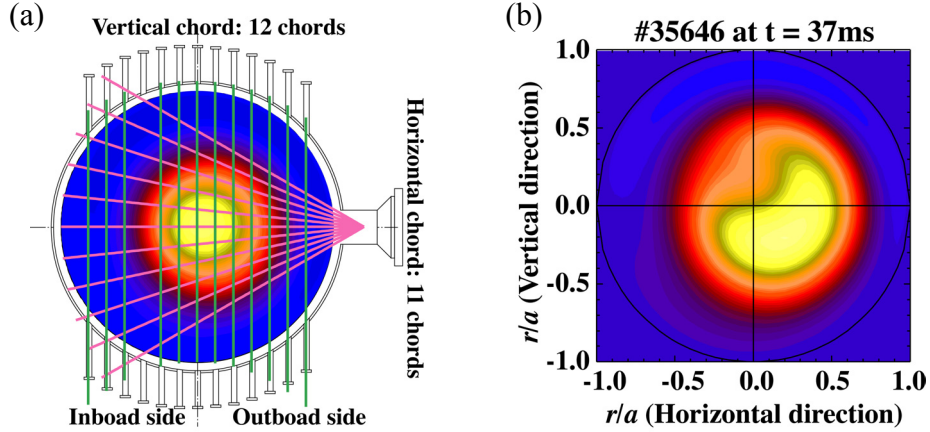 (a)
Vertical chord: 12 chords
Horizontal chord: 11 chords
Inboad side
Outboad side
(b)
#35646 at t = 37ms
r/a (Vertical direction)
1.0
0.5
0.0
-0.5
-1.0
-1.0 -0.5 0.0 0.5 1.0
r/a (Horizontal direction)